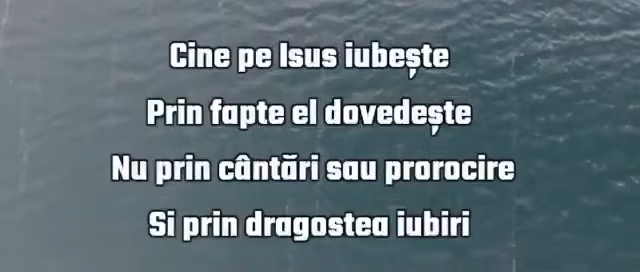 Cine pe Isus iubește
Prin fapte el dovedește
Nu prin cântări sau prorocire
Si prin dragostea iubiri